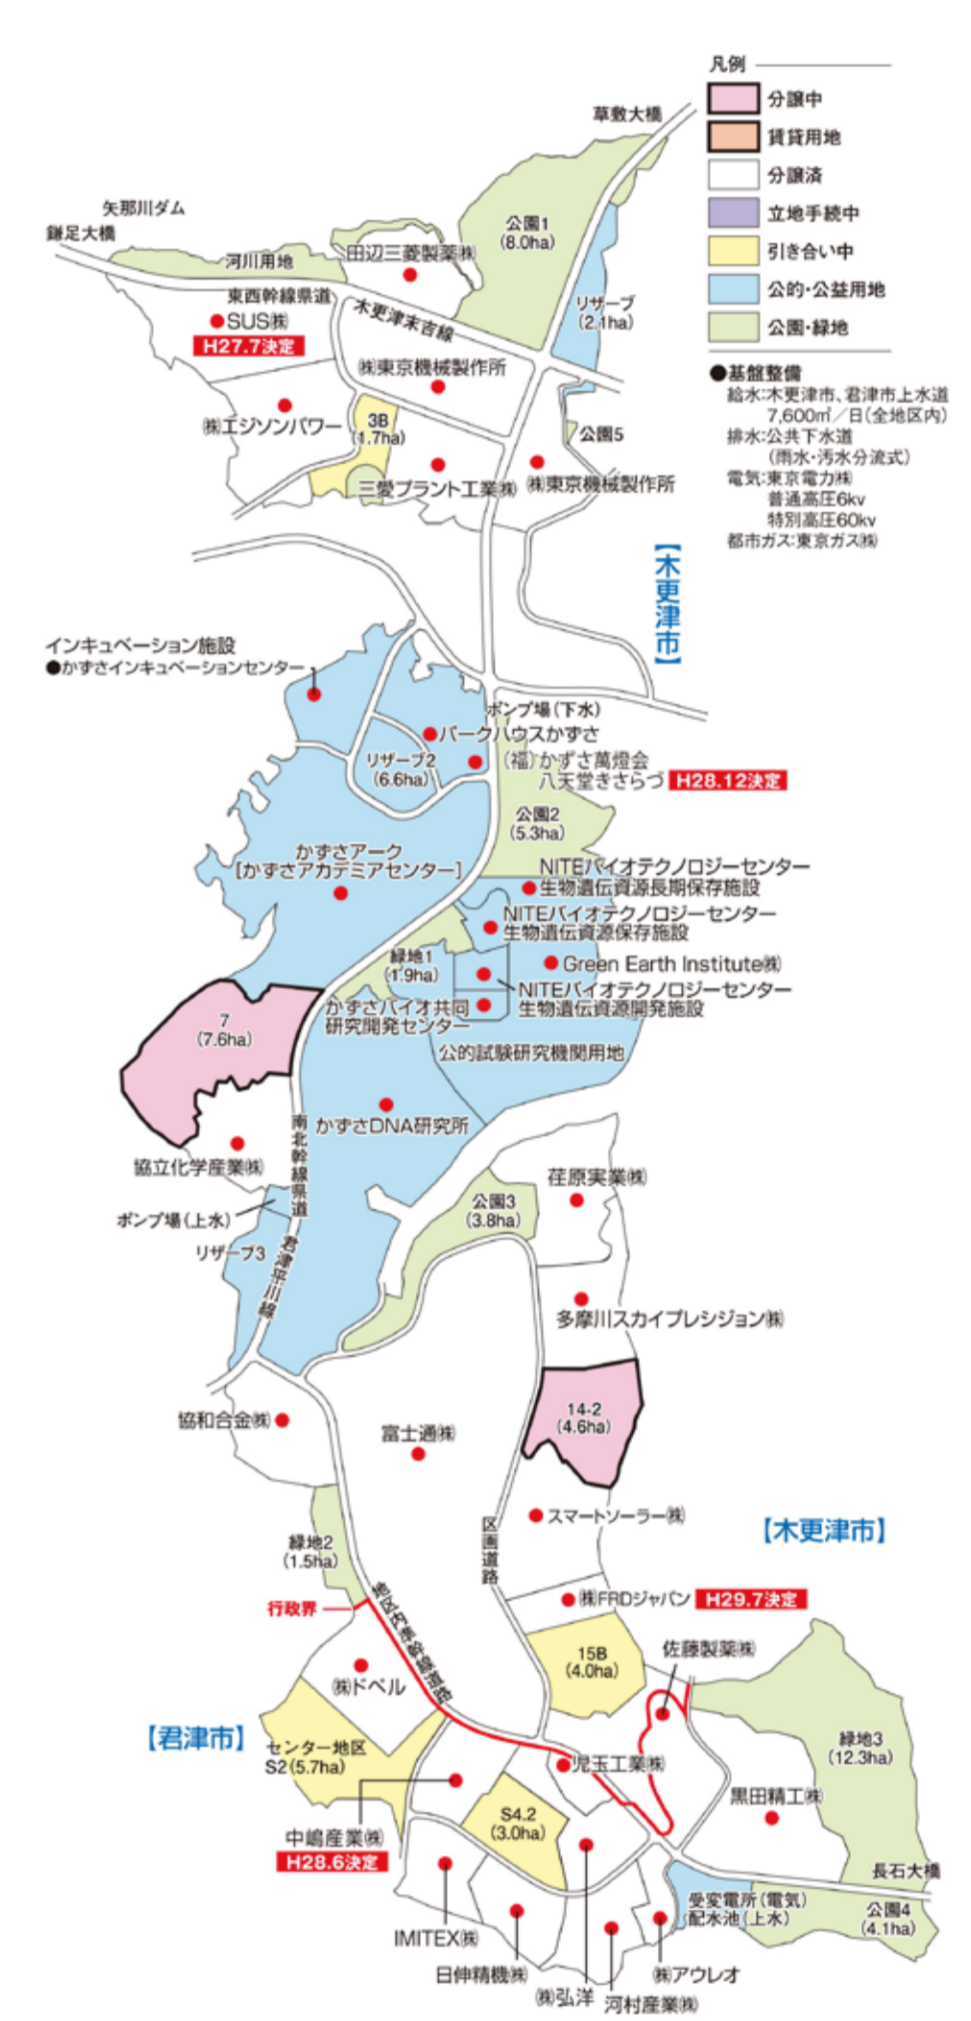 凡例
分譲中
賃貸用地
分譲済
立地手続中
引き合い中
公的・公益用地
公園・緑地
●基盤整備
給水:木更津市、君津市上水道
7,600㎥/日(全地区内)
排水:公共下水道
(雨水・汚水分流式)
電気:東京電力㈱
普通高圧6kv
特別高圧60kv
都市ガス:東京ガス㈱
草敷大橋
矢那川ダム
鎌足大橋
公園1
(8.0ha)
河川用地
田辺三菱製薬㈱
東西幹線県道
木更津末吉線
リザーブ
(2.1ha)
SUS㈱
H27.7決定
㈱東京機械製作所
㈱エジソンパワー
3B
(1.7ha)
公園5
三愛プラント工業㈱
㈱東京機械製作所
【木更津市】
インキュベーション施設
●かずさインキュベーションセンター
ポンプ場(下水)
パークハウスかずさ
リザーブ2
(6.6ha)
(福)かずさ萬燈会
八天堂きさらづ
H28.12決定
公園2
(5.3ha)
かずさアーク
[かずさアカデミアセンター]
NITEバイオテクノロジーセンター
生物遺伝資源長期保存施設
NITEバイオテクノロジーセンター
生物遺伝資源保存施設
緑地1
(1.9ha)
Green Earth Institute㈱
NITEバイオテクノロジーセンター
生物遺伝資源開発施設
かずさバイオ共同
研究開発センター
7
(7.6ha)
公的試験研究機関用地
かずさDNA研究所
南北幹線県道
協立化学産業㈱
ポンプ場(上水)
リザーブ3
君津平川線
公園3
(3.8ha)
荏原実業㈱
多摩川スカイプレシジョン㈱
14-2
(4.6ha)
協和合金㈱
富士通㈱
スマートソーラー㈱
区画道路
【木更津市】
緑地2
(1.5ha)
行政界
㈱FRDジャパン
H29.7決定
15B
(4.0ha)
佐藤製薬㈱
㈱ドペル
【君津市】
センター地区
S2(5.7ha)
緑地3
(12.3ha)
児玉工業㈱
黒田精工㈱
S4.2
(3.0ha)
中嶋産業㈱
H28.6決定
長石大橋
受変電所(電気)
配水池(上水)
公園4
(4.1ha)
IMITEX㈱
日伸精機㈱
㈱弘洋
河村産業㈱
㈱アウレオ